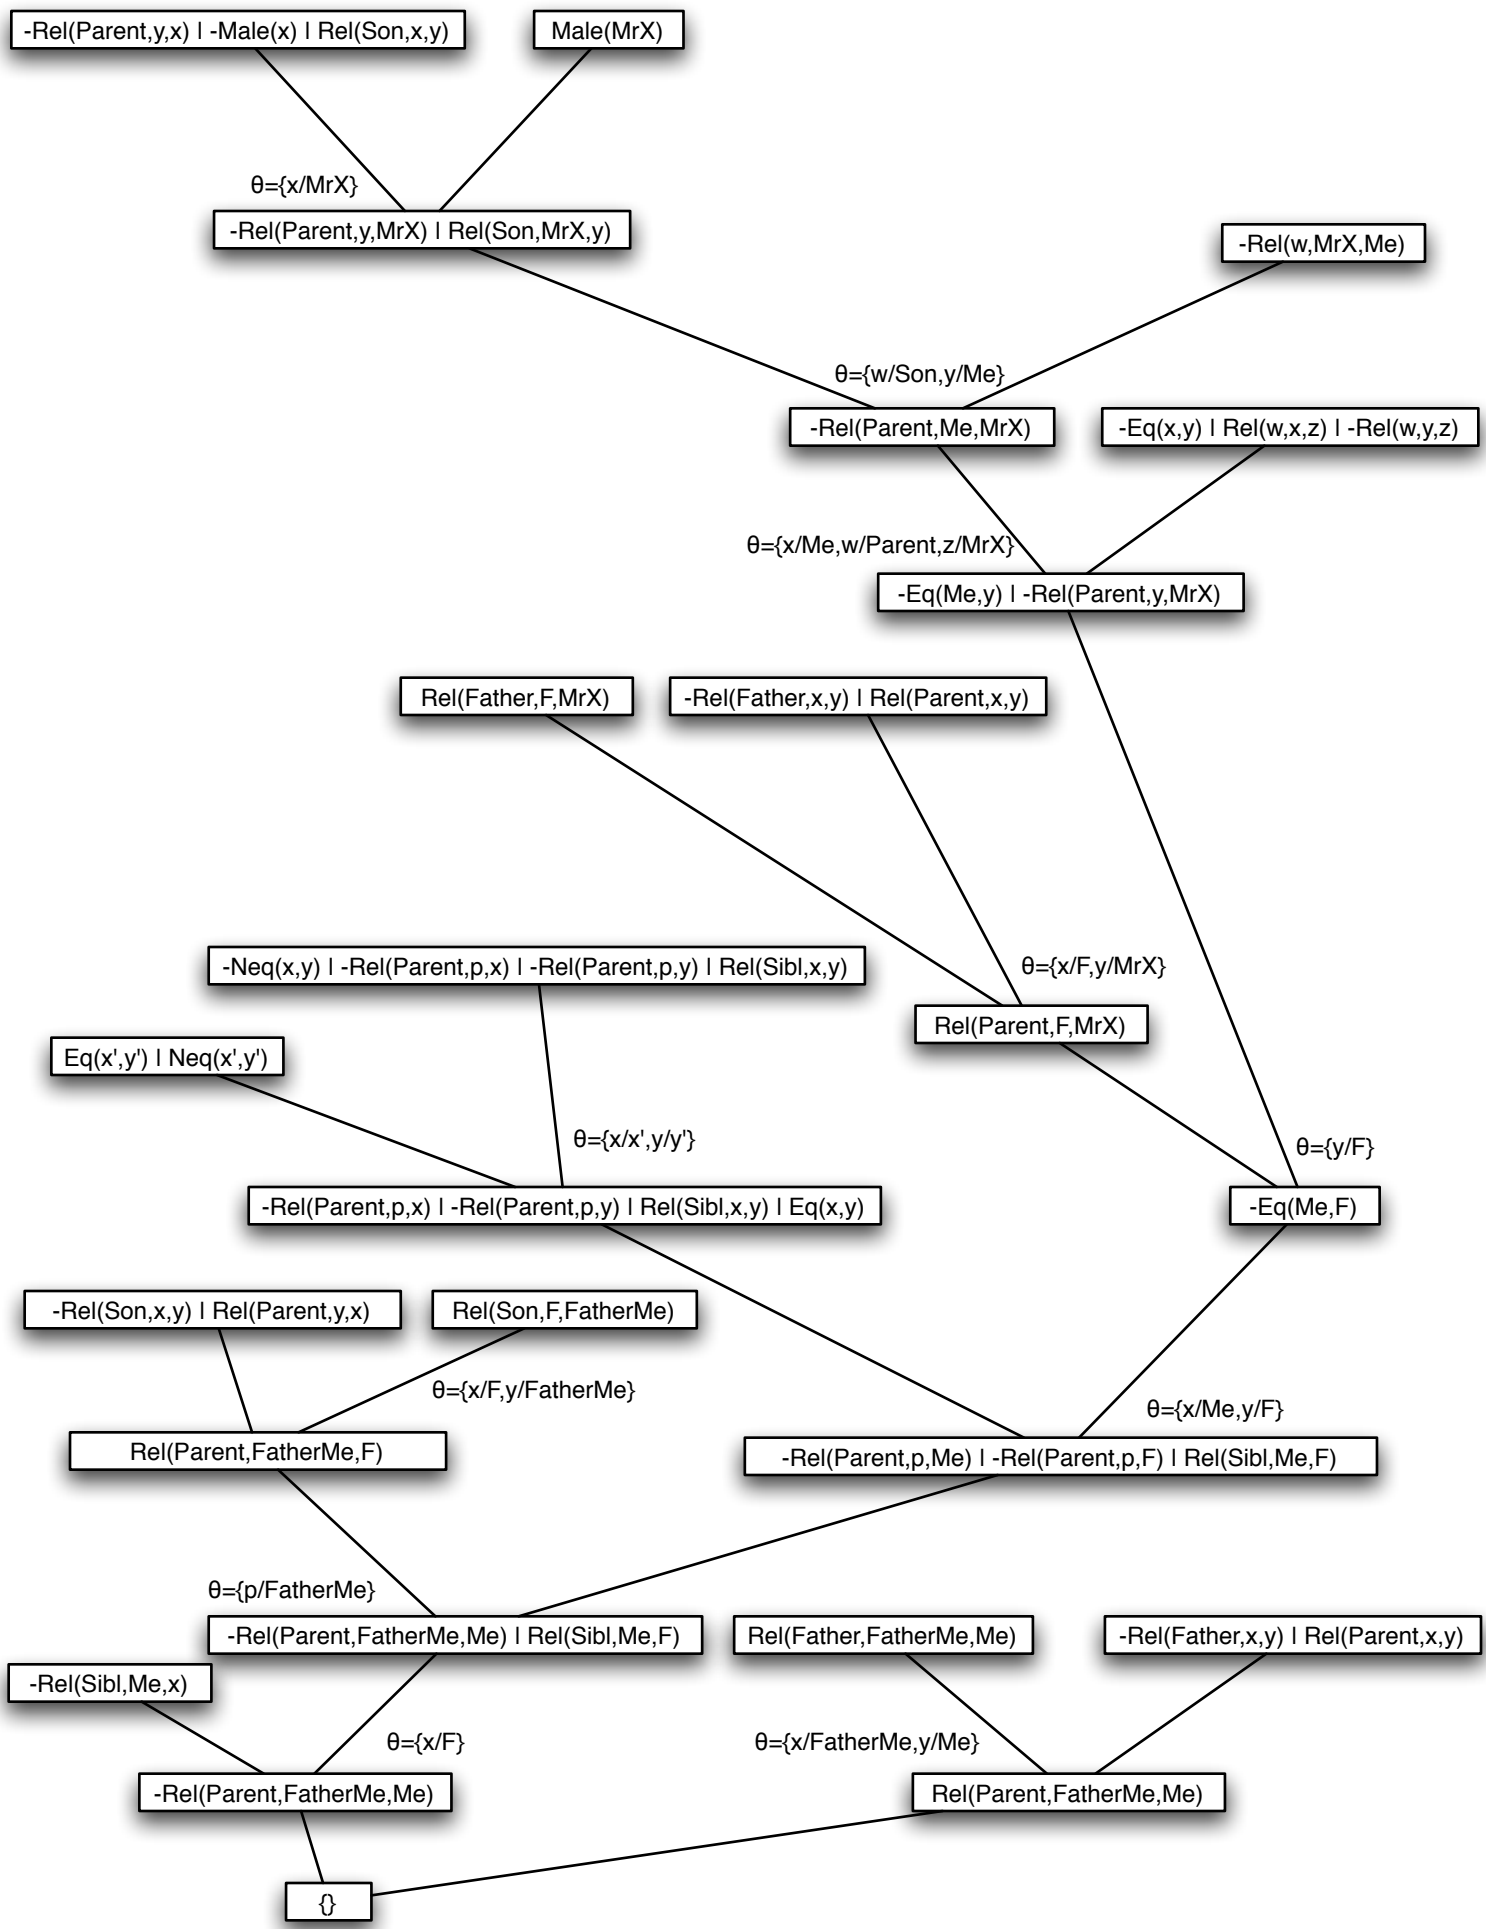 -Rel(Parent,y,x) | -Male(x) | Rel(Son,x,y)
Male(MrX)
θ={x/MrX}
-Rel(Parent,y,MrX) | Rel(Son,MrX,y)
-Rel(w,MrX,Me)
θ={w/Son,y/Me}
-Rel(Parent,Me,MrX)
-Eq(x,y) | Rel(w,x,z) | -Rel(w,y,z)
θ={x/Me,w/Parent,z/MrX}
-Eq(Me,y) | -Rel(Parent,y,MrX)
Rel(Father,F,MrX)
-Rel(Father,x,y) | Rel(Parent,x,y)
-Neq(x,y) | -Rel(Parent,p,x) | -Rel(Parent,p,y) | Rel(Sibl,x,y)
θ={x/F,y/MrX}
Rel(Parent,F,MrX)
Eq(x',y') | Neq(x',y')
θ={x/x',y/y'}
θ={y/F}
-Rel(Parent,p,x) | -Rel(Parent,p,y) | Rel(Sibl,x,y) | Eq(x,y)
-Eq(Me,F)
-Rel(Son,x,y) | Rel(Parent,y,x)
Rel(Son,F,FatherMe)
θ={x/F,y/FatherMe}
θ={x/Me,y/F}
Rel(Parent,FatherMe,F)
-Rel(Parent,p,Me) | -Rel(Parent,p,F) | Rel(Sibl,Me,F)
θ={p/FatherMe}
-Rel(Parent,FatherMe,Me) | Rel(Sibl,Me,F)
Rel(Father,FatherMe,Me)
-Rel(Father,x,y) | Rel(Parent,x,y)
-Rel(Sibl,Me,x)
θ={x/F}
θ={x/FatherMe,y/Me}
-Rel(Parent,FatherMe,Me)
Rel(Parent,FatherMe,Me)
{}